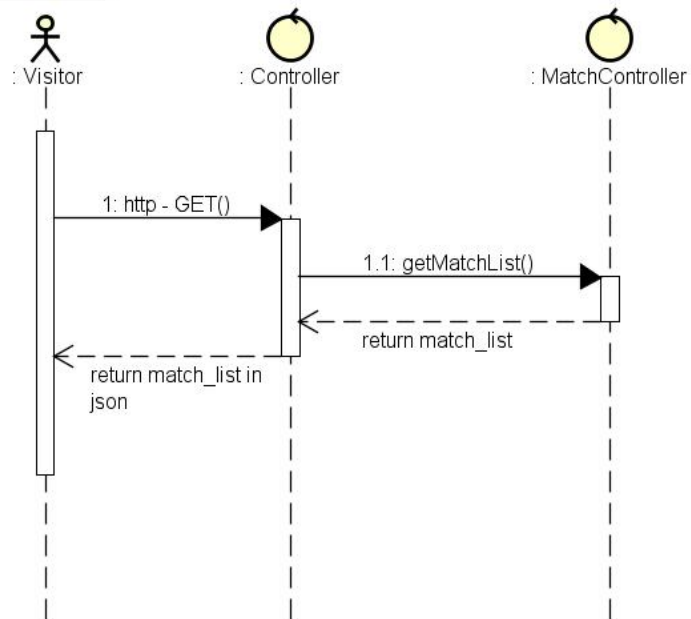 : Visitor
: Controller
: MatchController
1: http - GET()
1.1: getMatchList()
return match_list
return match_list in
json